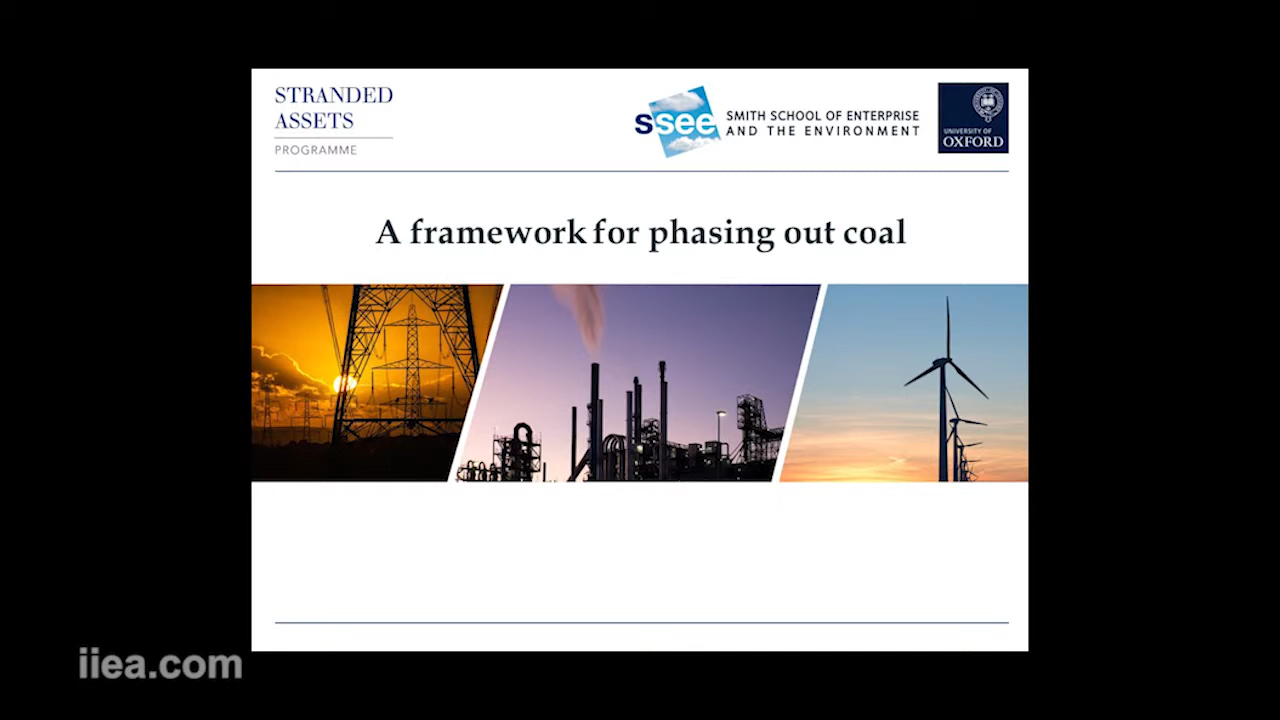 STRANDED
ASSETS
PROGRAMME
ssee
SMITH SCHOOL OF ENTERPRISE
AND THE ENVIRONMENT
UNIVERSITY OF
OXFORD
A framework for phasing out coal
iiea.com